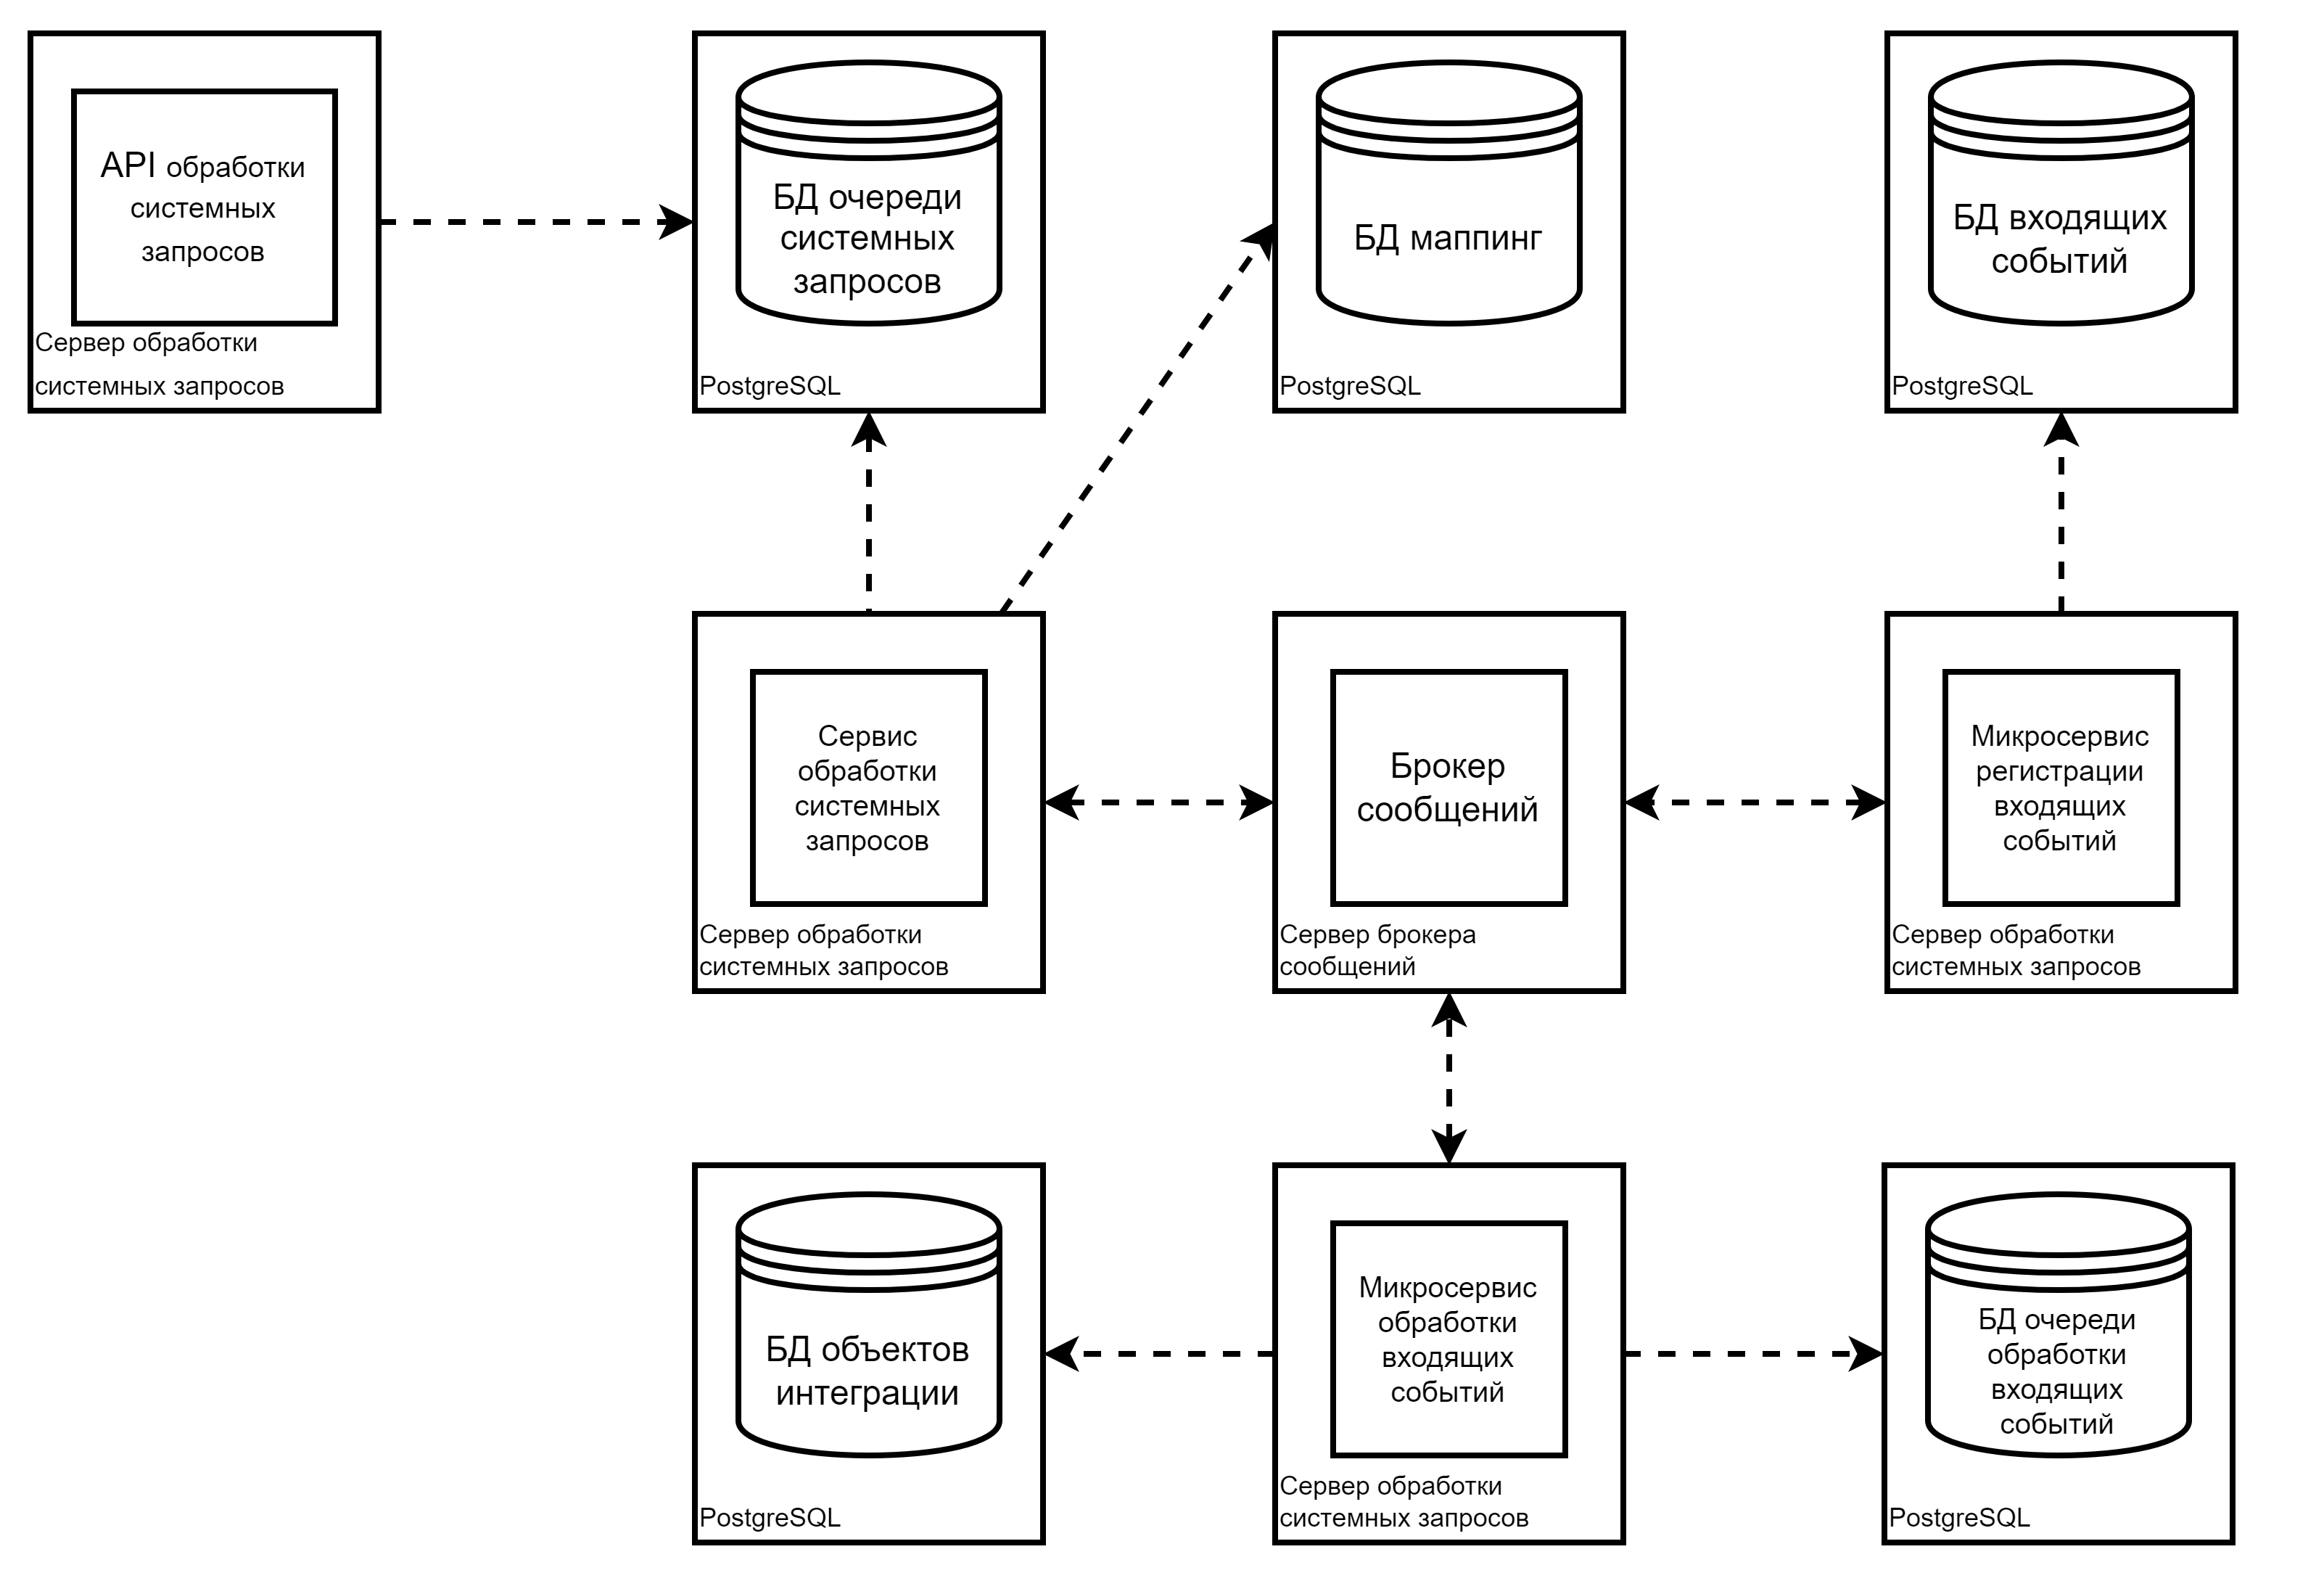 API обработки
системных
запросов
Сервер обработки
системных запросов
БД очереди
системных
запросов
PostgreSQL
БД маппинг
PostgreSQL
БД входящих
событий
PostgreSQL
Сервис
обработки
системных
запросов
Сервер обработки
системных запросов
Брокер
сообщений
Сервер брокера
сообщений
Микросервис
регистрации
входящих
событий
Сервер обработки
системных запросов
БД объектов
интеграции
PostgreSQL
Микросервис
обработки
входящих
событий
Сервер обработки
системных запросов
БД очереди
обработки
входящих
событий
PostgreSQL